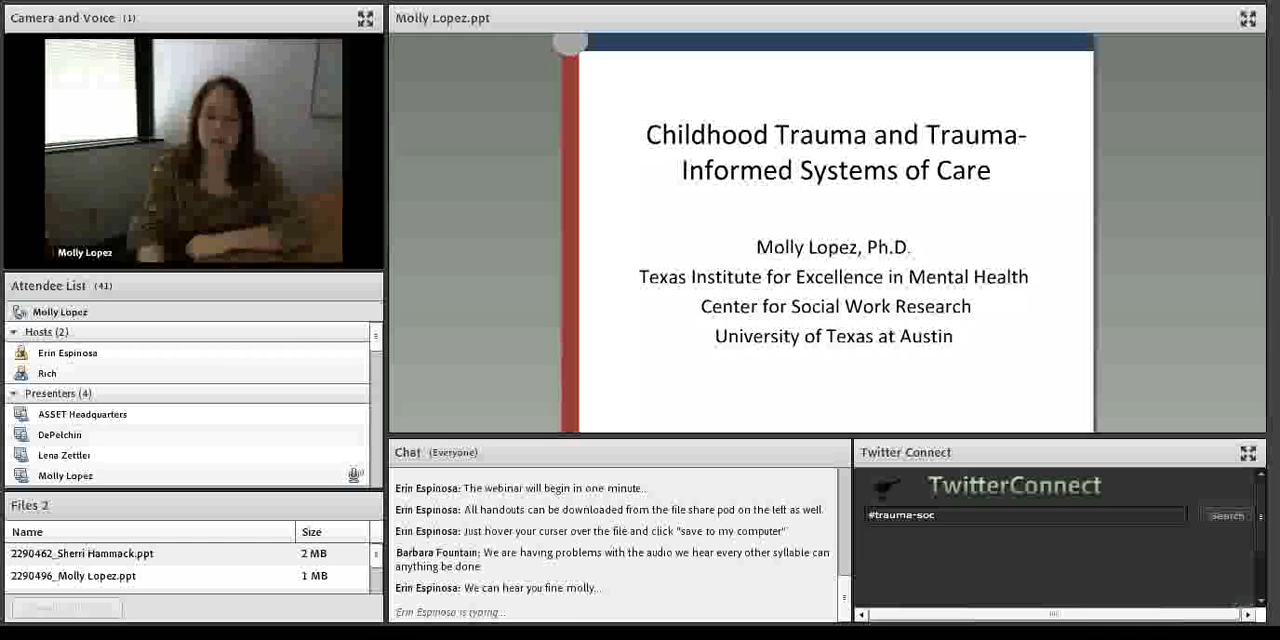 Camera and Voice (1)
Molly Lopez
Attendee List (41)
Molly Lopez
Hosts (2)
Erin Espinosa
Rich
Presenters (4)
ASSET Headquarters
DePelchin
Lena Zettler
Molly Lopez
Files 2
Name Size
2290462_Sherri Hammack.ppt 2 MB
2290496_Molly Lopez.ppt 1 MB
Molly Lopez.ppt
Childhood Trauma and Trauma-
Informed Systems of Care
Molly Lopez, Ph.D.
Texas Institute for Excellence in Mental Health
Center for Social Work Research
University of Texas at Austin
Chat (Everyone)
Erin Espinosa: The webinar will begin in one minute...
Erin Espinosa: All handouts can be downloaded from the file share pod on the left as well.
Erin Espinosa: Just hover your curser over the file and click "save to my computer"
Barbara Fountain: We are having problems with the audio we hear every other syllable can
anything be done
Erin Espinosa: We can hear you fine molly...
Erin Espinosa is typing...
Twitter Connect
TwitterConnect
#trauma-soc
Search